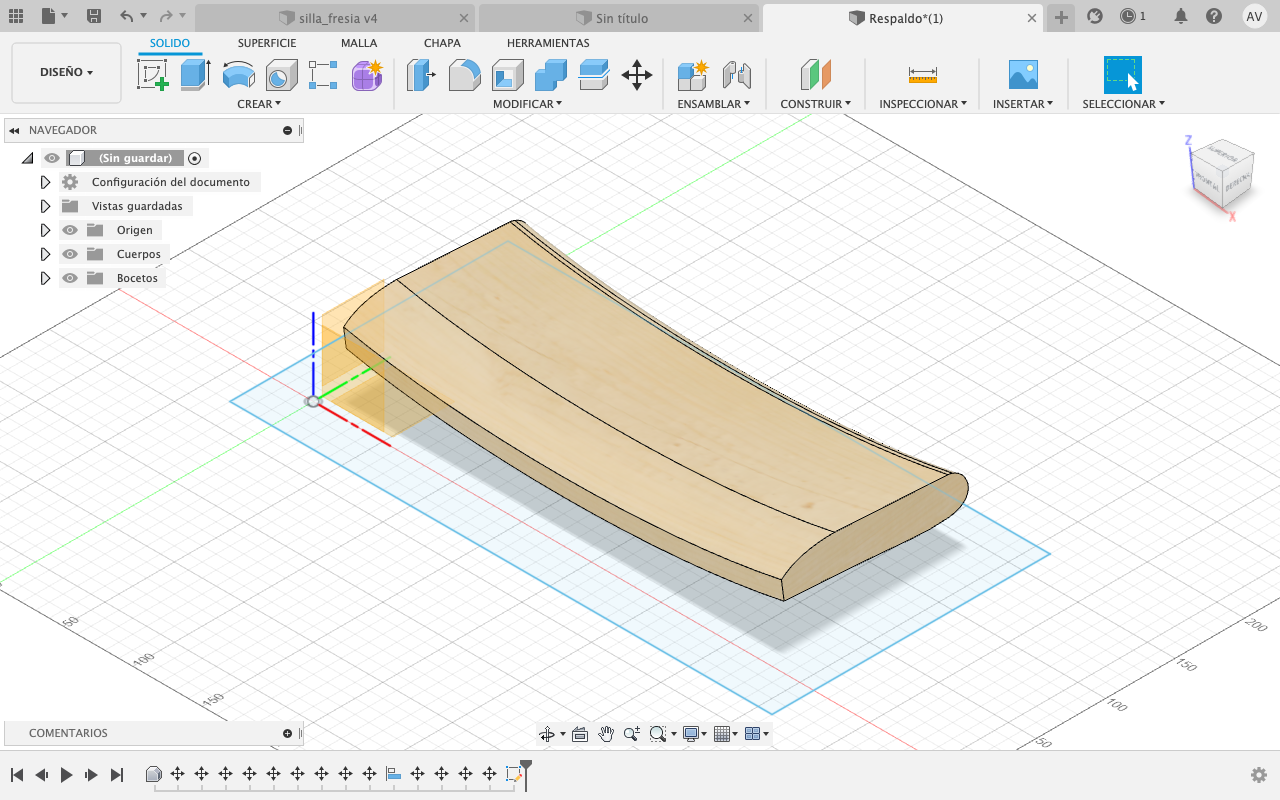 silla_fresia v4
Sin título
Respaldo*(1)
1
AV
DISEÑO
SOLIDO
SUPERFICIE
MALLA
CHAPA
HERRAMIENTAS
CREAR
MODIFICAR
ENSAMBLAR
CONSTRUIR
INSPECCIONAR
INSERTAR
SELECCIONAR
NAVEGADOR
(Sin guardar)
Configuración del documento
Vistas guardadas
Origen
Cuerpos
Bocetos
Z
X
50
100
150
200
150
100
50
COMENTARIOS